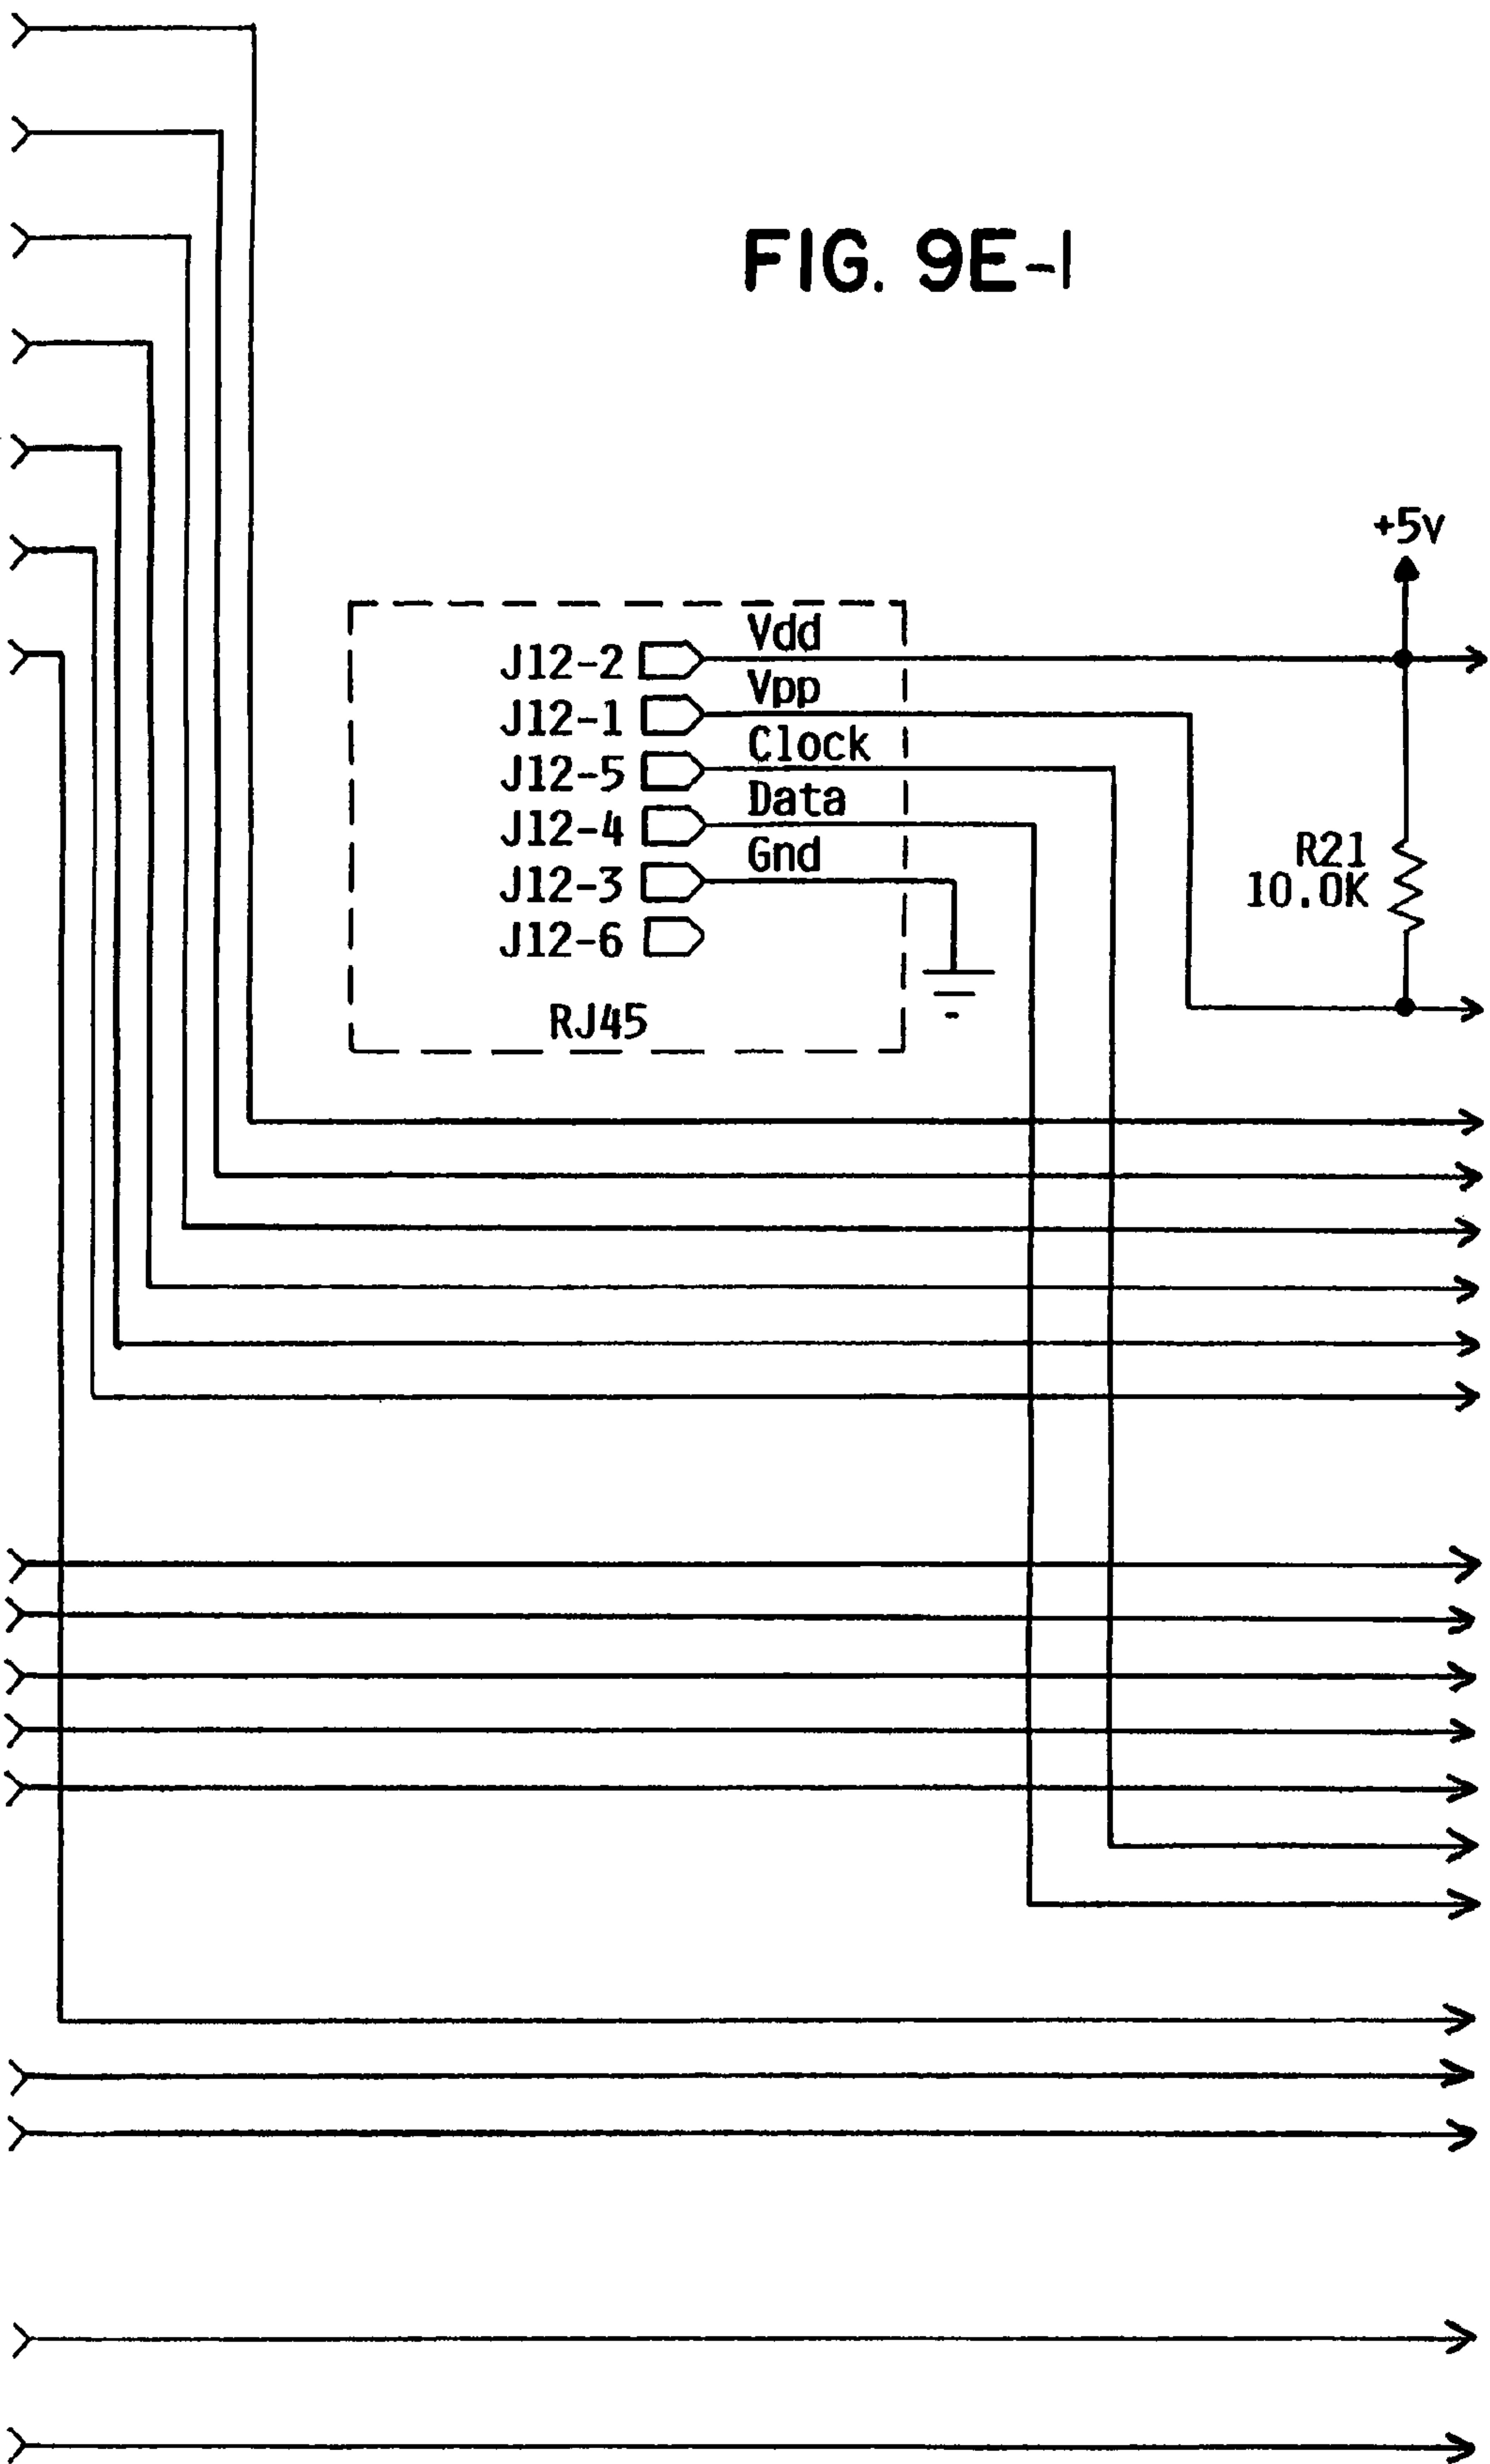 FIG. 9E-1
+5v
Vdd
J12-2
Vpp
J12-1
Clock
J12-5
Data
J12-4
Gnd
J12-3
J12-6
RJ45
R21
10.0K